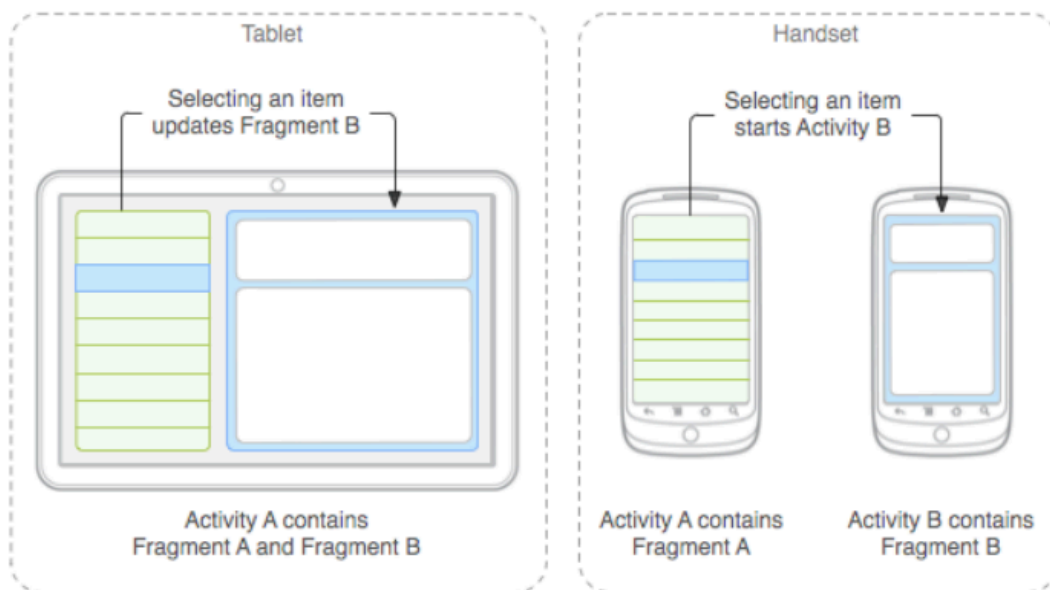 Tablet
Selecting an item
updates Fragment B
Activity A contains
Fragment A and Fragment B
Handset
Selecting an item
starts Activity B
Activity A contains
Fragment A
Activity B contains
Fragment B